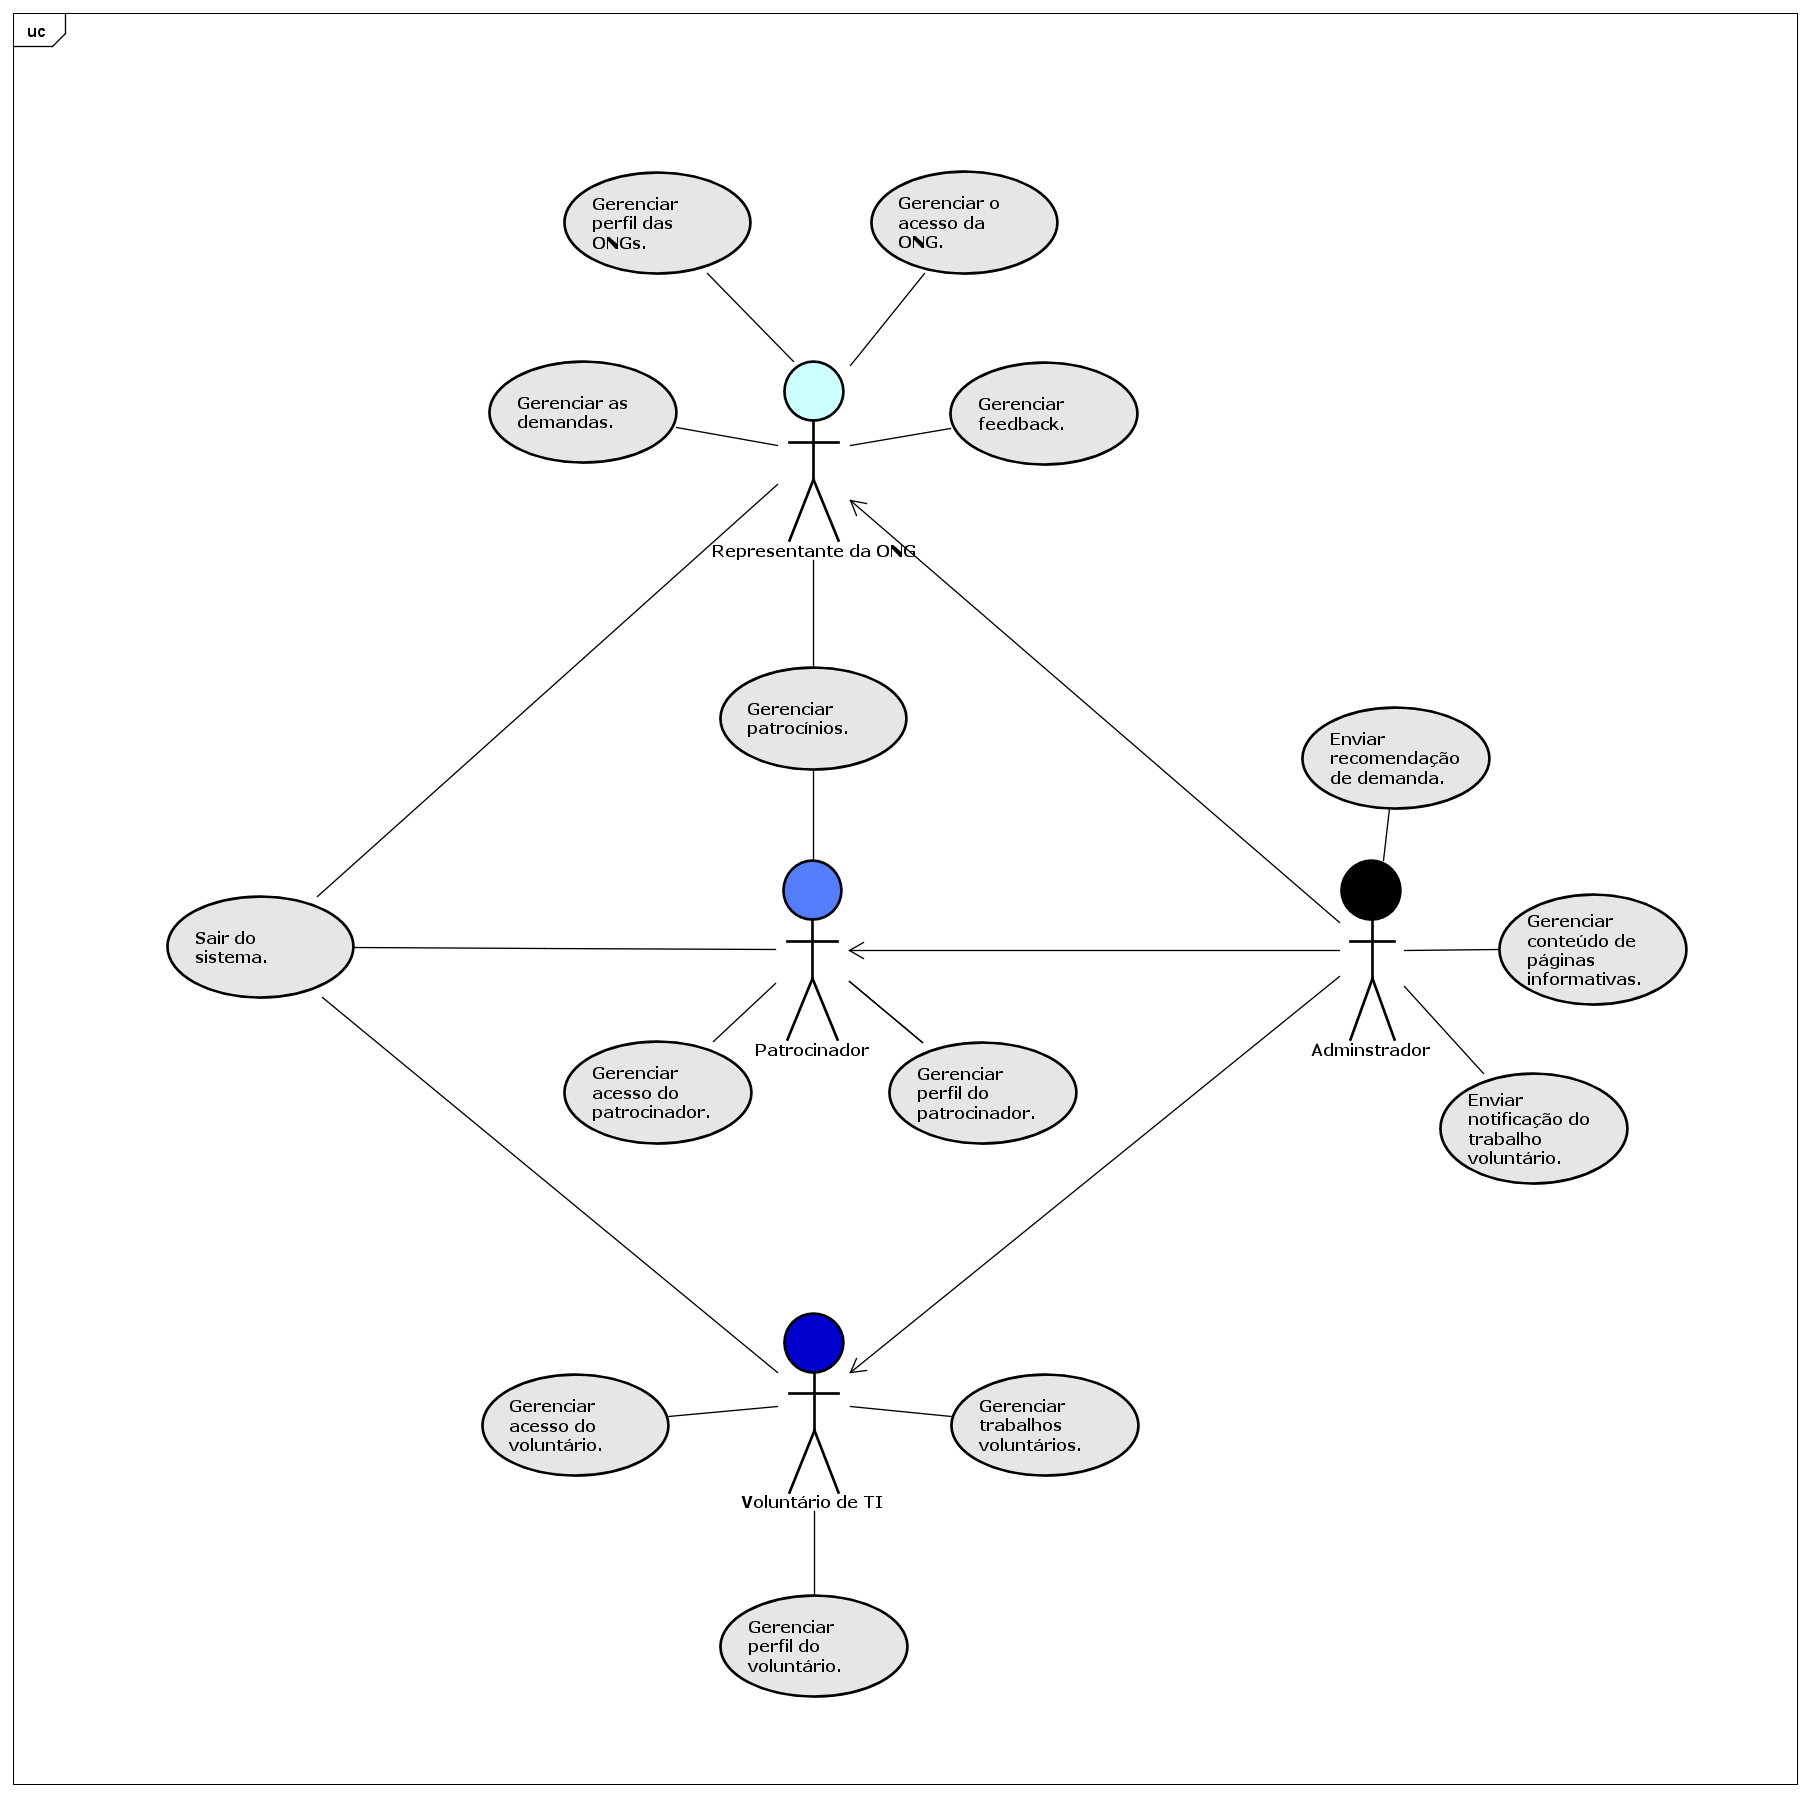 uc
Gerenciar
perfil das
ONGs.
Gerenciar o
acesso da
ONG.
Gerenciar as
demandas.
Gerenciar
feedback.
Representante da ONG
Gerenciar
patrocínios.
Enviar
recomendação
de demanda.
Sair do
sistema.
Gerenciar
conteúdo de
páginas
informativas.
Patrocinador
Adminstrador
Gerenciar
acesso do
patrocinador.
Gerenciar
perfil do
patrocinador.
Enviar
notificação do
trabalho
voluntário.
Gerenciar
acesso do
voluntário.
Gerenciar
trabalhos
voluntários.
Voluntário de TI
Gerenciar
perfil do
voluntário.